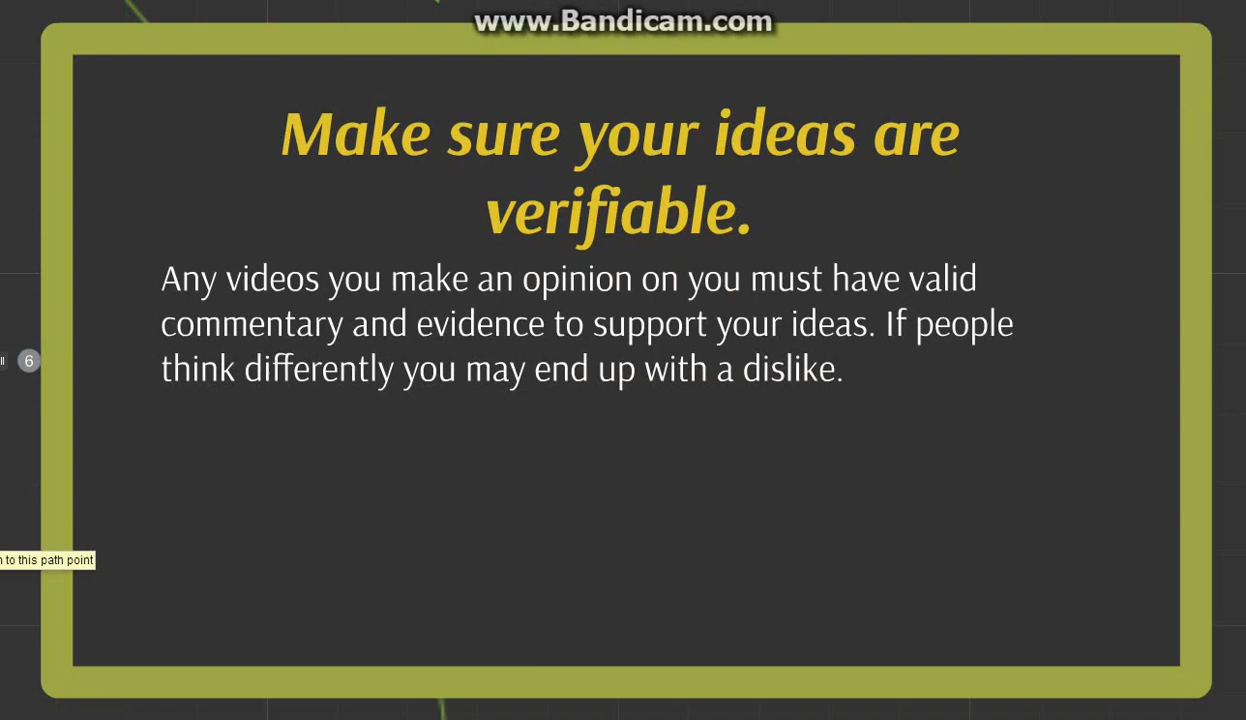 www.Bandicam.com
Make sure your ideas are
verifiable.
Any videos you make an opinion on you must have valid
commentary and evidence to support your ideas. If people
think differently you may end up with a dislike.
6
to this path point